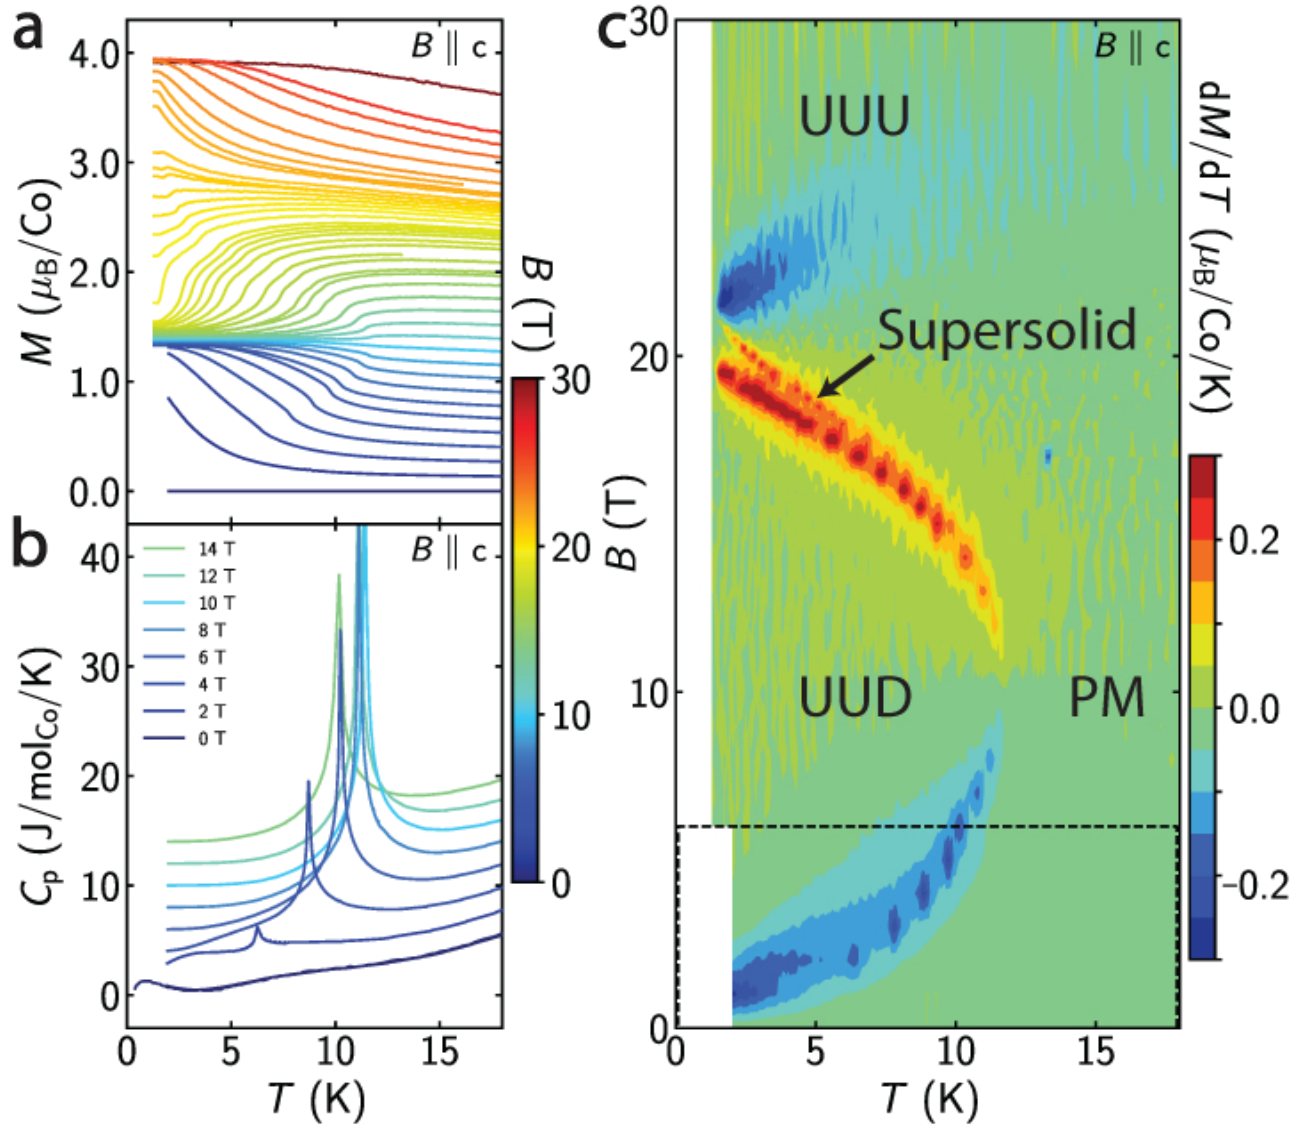 a
B ∥ c
4.0
3.0
2.0
1.0
0.0
M (μB/Co)
B (T)
30
20
10
0
b
B ∥ c
14 T
12 T
10 T
8 T
6 T
4 T
2 T
0 T
40
30
20
10
0
Cp (J/molCo/K)
0
5
10
15
T (K)
c
B ∥ c
30
20
10
0
B (T)
UUU
Supersolid
UUD
PM
0
5
10
15
T (K)
dM/dT (μB/Co/K)
0.2
0.0
−0.2